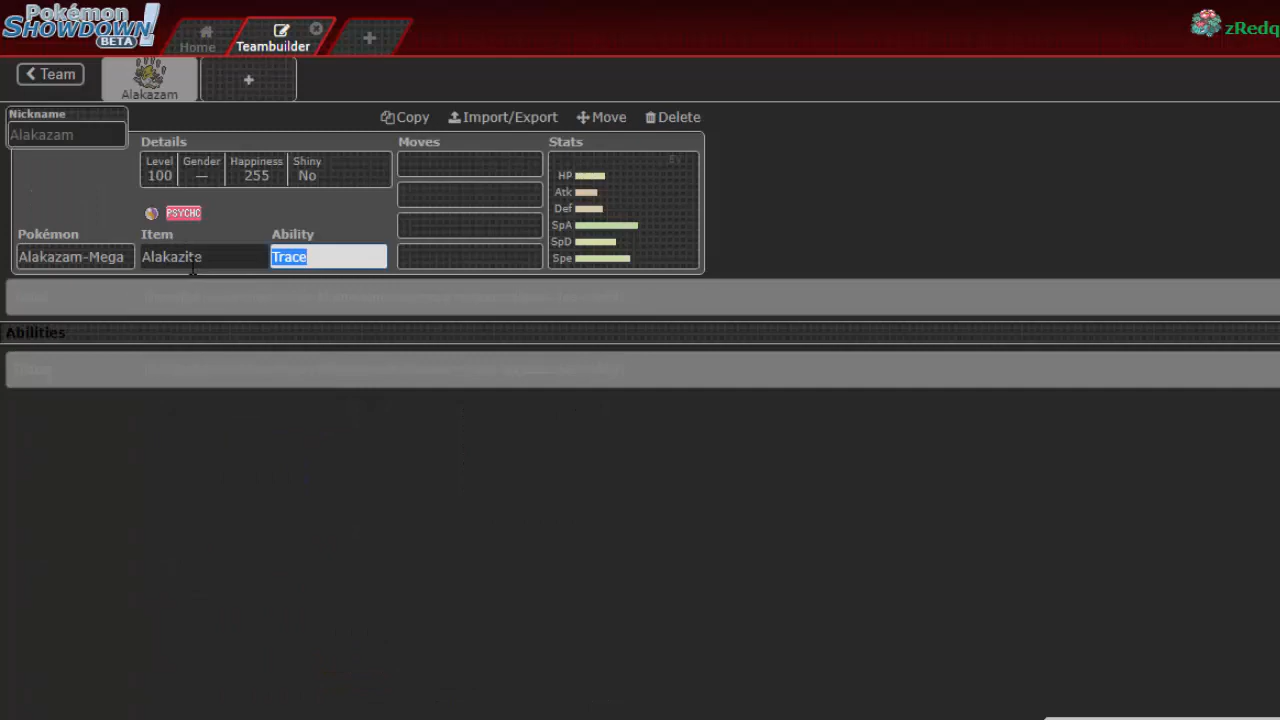 Pokémon
SHOWDOWN!
BETA
Home
Teambuilder
zRedq
Team
Alakazam
Nickname
Alakazam
Copy
Import/Export
Move
Delete
Details
Moves
Stats
Level
Gender
Happiness
Shiny
100
—
255
No
EV
HP
Atk
Def
SpA
SpD
Spe
PSYCHC
Pokémon
Item
Ability
Alakazam-Mega
Alakazite
Trace
Abilities